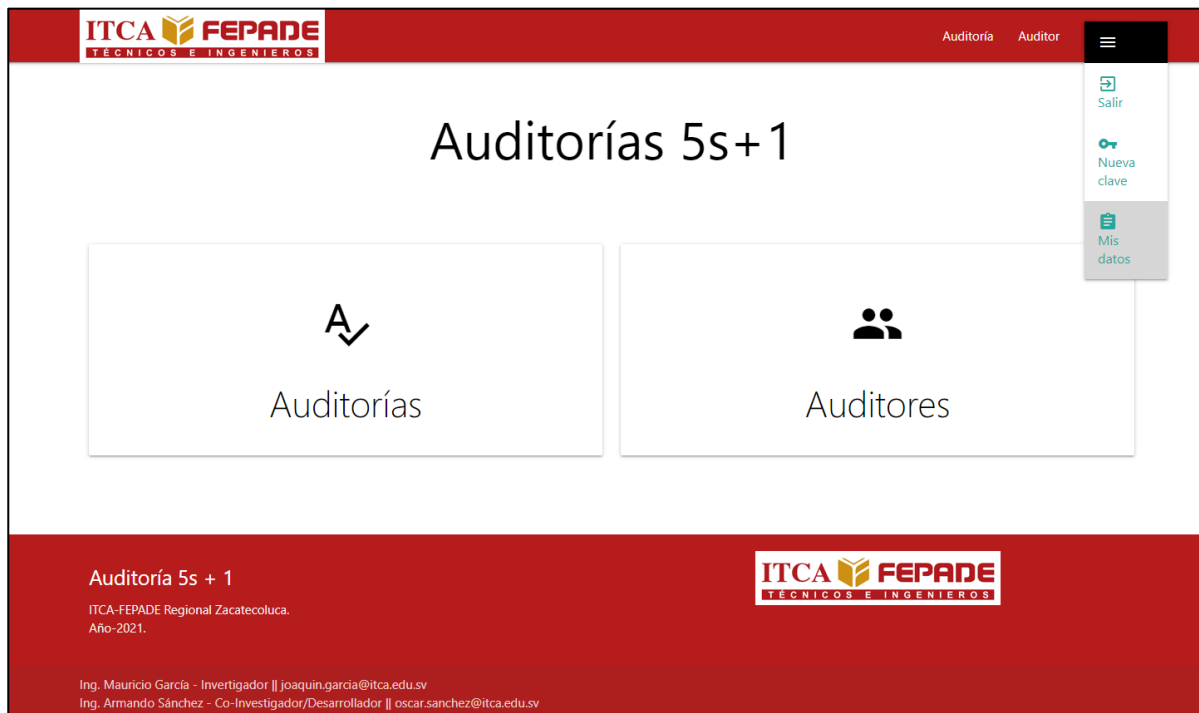 ITCA FEPADE
TÉCNICOS E INGENIEROS
Auditoría
Auditor
Salir
Nueva
clave
Mis
datos
Auditorías 5s+1
Auditorías
Auditores
Auditoría 5s + 1
ITCA-FEPADE Regional Zacatecoluca.
Año-2021.
ITCA FEPADE
TÉCNICOS E INGENIEROS
Ing. Mauricio García - Invertigador || joaquin.garcia@itca.edu.sv
Ing. Armando Sánchez - Co-Investigador/Desarrollador || oscar.sanchez@itca.edu.sv